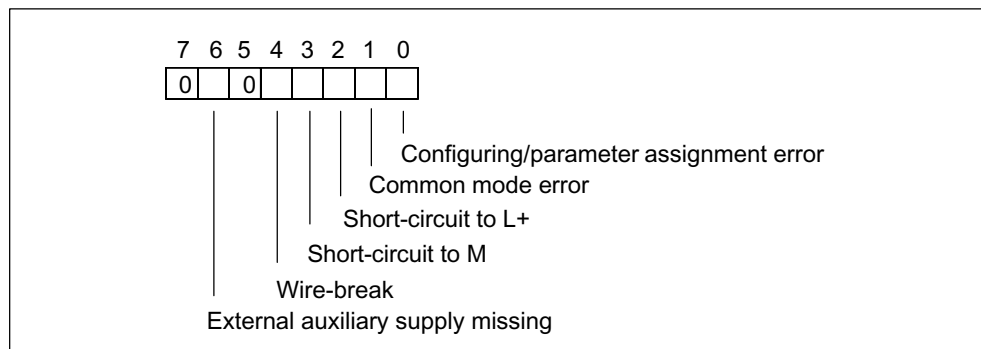 7 6 5 4 3 2 1 0
0 0
Configuring/parameter assignment error
Common mode error
Short-circuit to L+
Short-circuit to M
Wire-break
External auxiliary supply missing